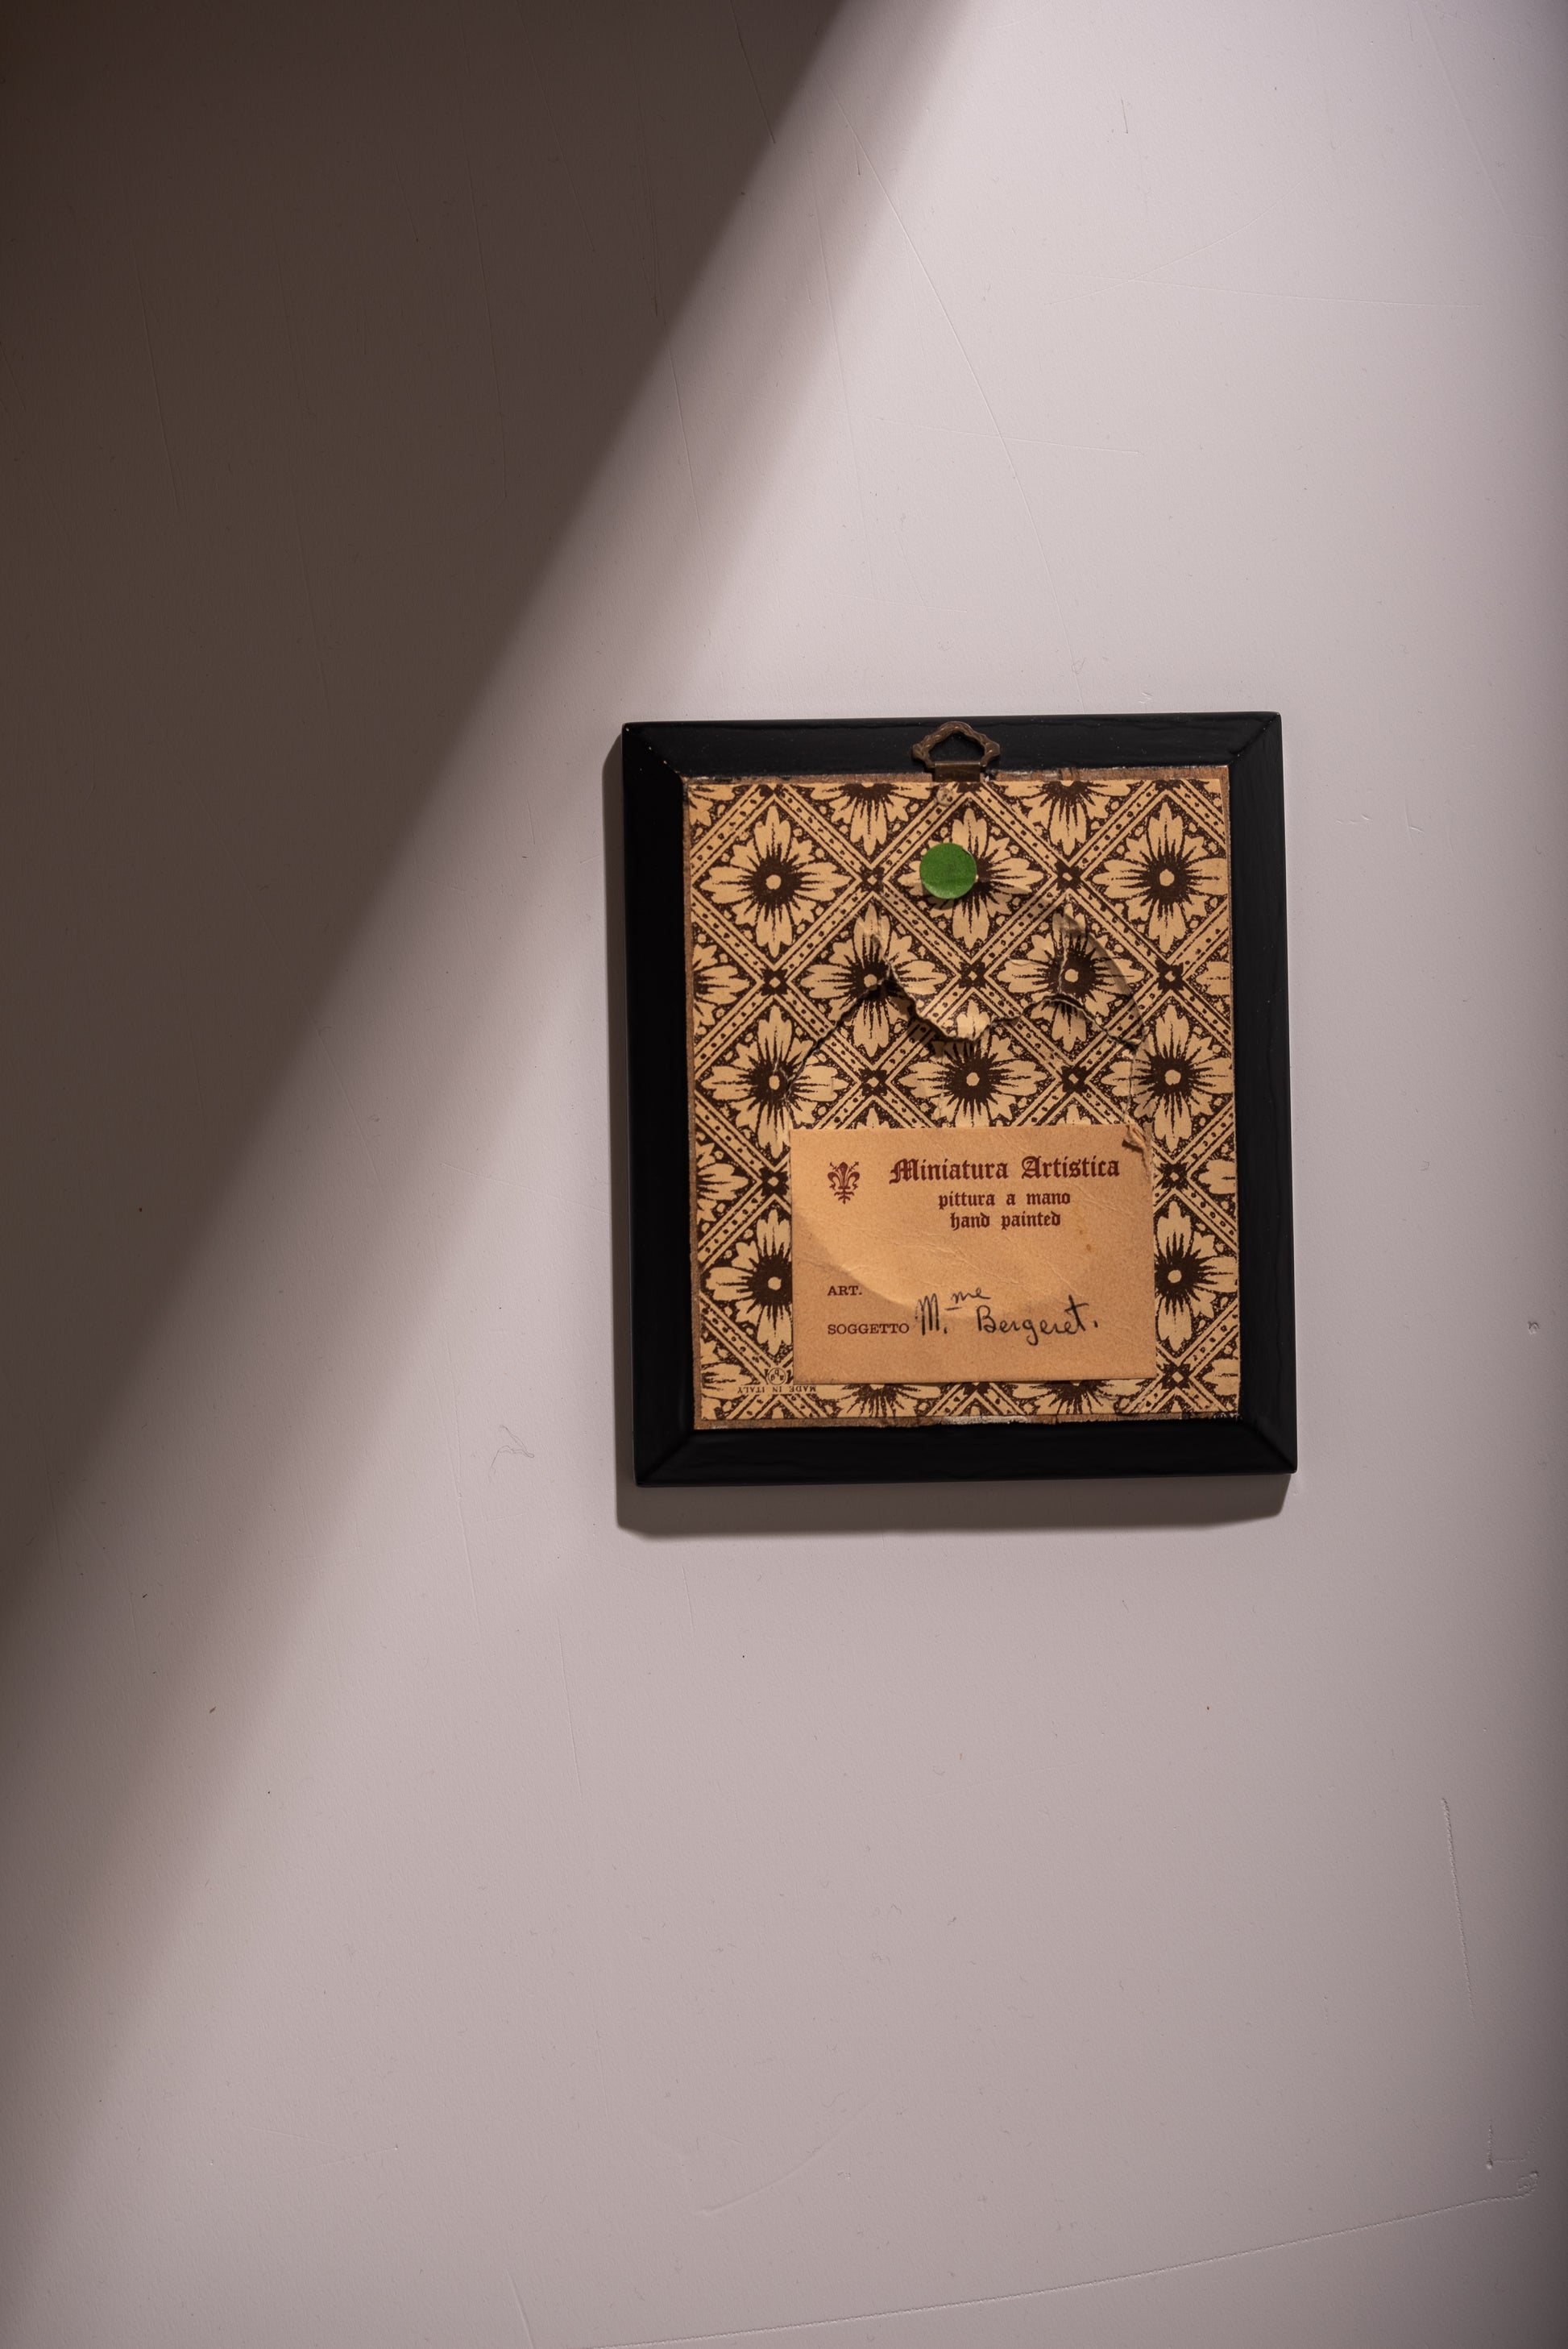 Miniatura Artistica
pittura a mano
hand painted
ART.
SOGGETTO M.me Bergeret.
MADE IN ITALY